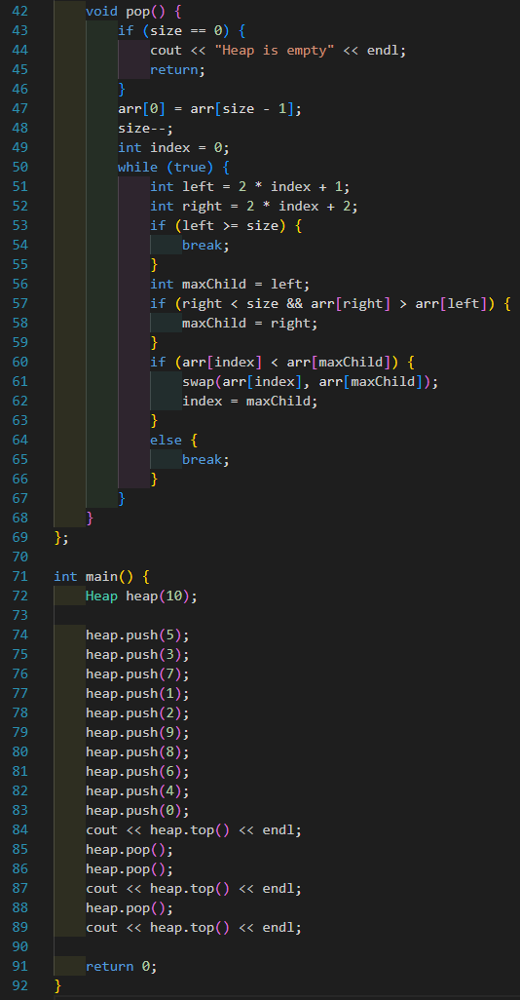 42    void pop() {
43        if (size == 0) {
44            cout << "Heap is empty" << endl;
45            return;
46        }
47        arr[0] = arr[size - 1];
48        size--;
49        int index = 0;
50        while (true) {
51            int left = 2 * index + 1;
52            int right = 2 * index + 2;
53            if (left >= size) {
54                break;
55            }
56            int maxChild = left;
57            if (right < size && arr[right] > arr[left]) {
58                maxChild = right;
59            }
60            if (arr[index] < arr[maxChild]) {
61                swap(arr[index], arr[maxChild]);
62                index = maxChild;
63            }
64            else {
65                break;
66            }
67        }
68    }
69 };
70
71 int main() {
72    Heap heap(10);
73
74    heap.push(5);
75    heap.push(3);
76    heap.push(7);
77    heap.push(1);
78    heap.push(2);
79    heap.push(9);
80    heap.push(8);
81    heap.push(6);
82    heap.push(4);
83    heap.push(0);
84    cout << heap.top() << endl;
85    heap.pop();
86    heap.pop();
87    cout << heap.top() << endl;
88    heap.pop();
89    cout << heap.top() << endl;
90
91    return 0;
92 }